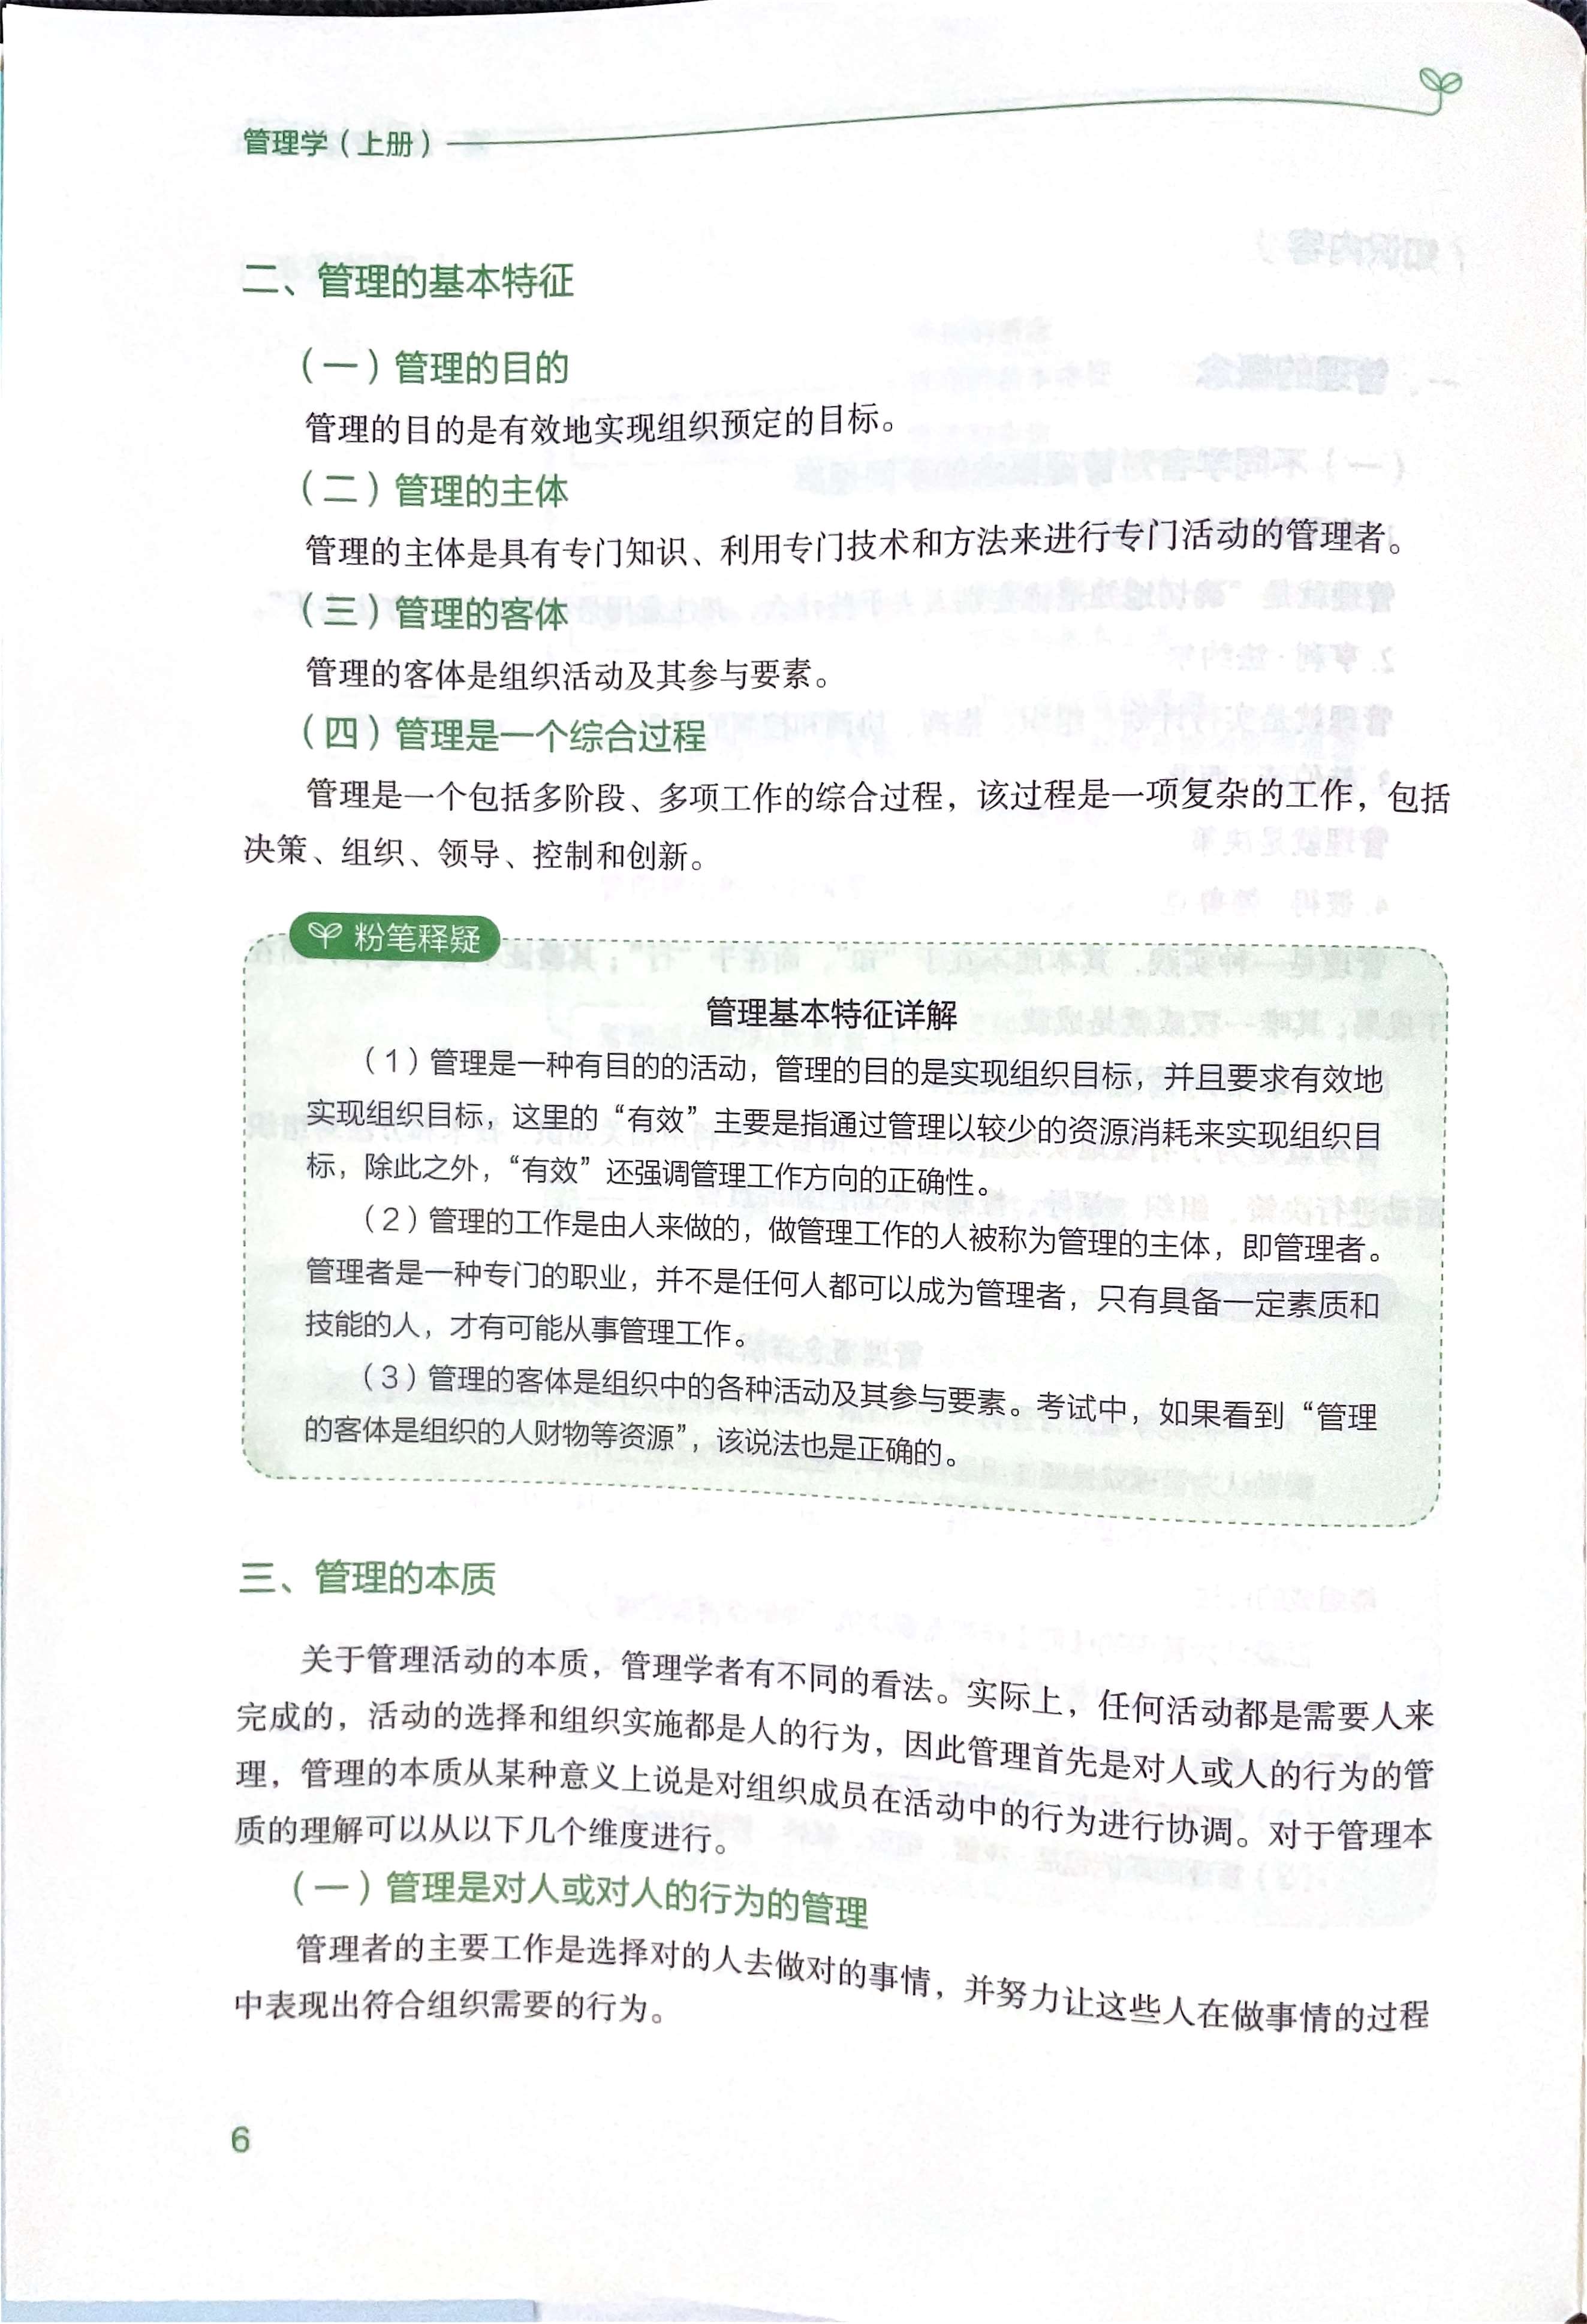 管理学（上册）
二、管理的基本特征
（一）管理的目的
管理的目的是有效地实现组织预定的目标。
（二）管理的主体
管理的主体是具有专门知识、利用专门技术和方法来进行专门活动的管理者。
（三）管理的客体
管理的客体是组织活动及其参与要素。
（四）管理是一个综合过程
管理是一个包括多阶段、多项工作的综合过程，该过程是一项复杂的工作，包括
决策、组织、领导、控制和创新。
粉笔释疑
管理基本特征详解
（1）管理是一种有目的的活动，管理的目的是实现组织目标，并且要求有效地
实现组织目标，这里的“有效”主要是指通过管理以较少的资源消耗来实现组织目
标，除此之外，“有效”还强调管理工作方向的正确性。
（2）管理的工作是由人来做的，做管理工作的人被称为管理的主体，即管理者。
管理者是一种专门的职业，并不是任何人都可以成为管理者，只有具备一定素质和
技能的人，才有可能从事管理工作。
（3）管理的客体是组织中的各种活动及其参与要素。考试中，如果看到“管理
的客体是组织的人财物等资源”，该说法也是正确的。
三、管理的本质
关于管理活动的本质，管理学者有不同的看法。实际上，任何活动都是需要人来
完成的，活动的选择和组织实施都是人的行为，因此管理首先是对人或人的行为的管
理，管理的本质从某种意义上说是对组织成员在活动中的行为进行协调。对于管理本
质的理解可以从以下几个维度进行。
（一）管理是对人或对人的行为的管理
管理者的主要工作是选择对的人去做对的事情，并努力让这些人在做事情的过程
中表现出符合组织需要的行为。
6